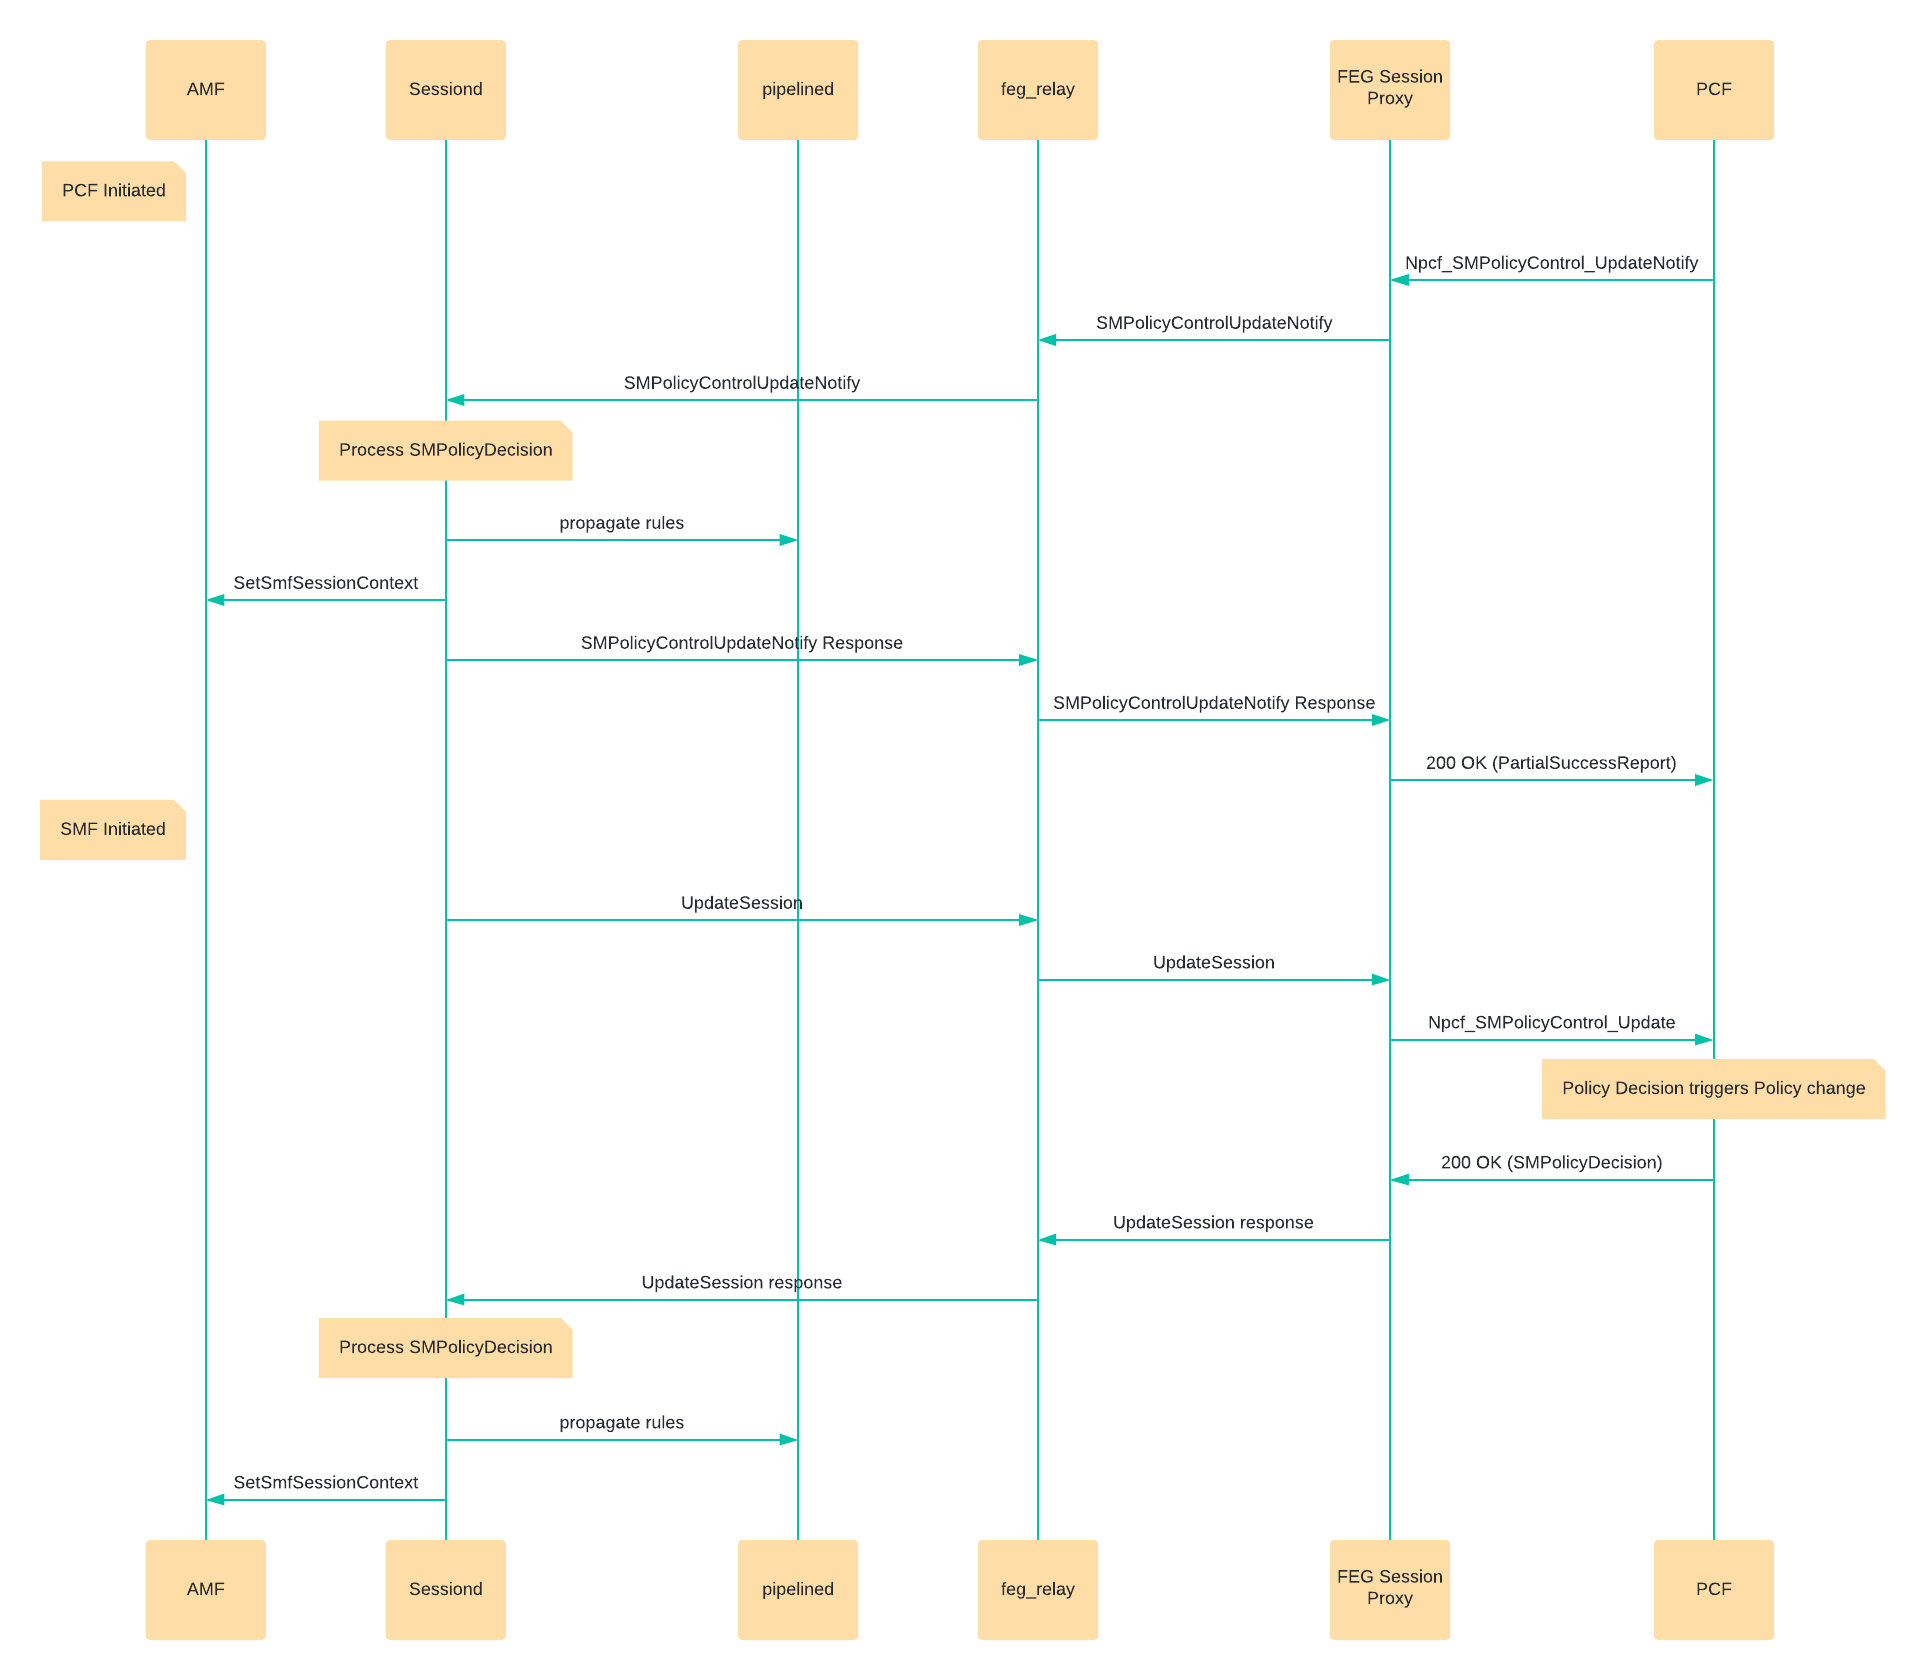 AMF
Sessiond
pipelined
feg_relay
FEG Session
Proxy
PCF
PCF Initiated
Npcf_SMPolicyControl_UpdateNotify
SMPolicyControlUpdateNotify
SMPolicyControlUpdateNotify
Process SMPolicyDecision
propagate rules
SetSmfSessionContext
SMPolicyControlUpdateNotify Response
SMPolicyControlUpdateNotify Response
200 OK (PartialSuccessReport)
SMF Initiated
UpdateSession
UpdateSession
Npcf_SMPolicyControl_Update
Policy Decision triggers Policy change
200 OK (SMPolicyDecision)
UpdateSession response
UpdateSession response
Process SMPolicyDecision
propagate rules
SetSmfSessionContext
AMF
Sessiond
pipelined
feg_relay
FEG Session
Proxy
PCF